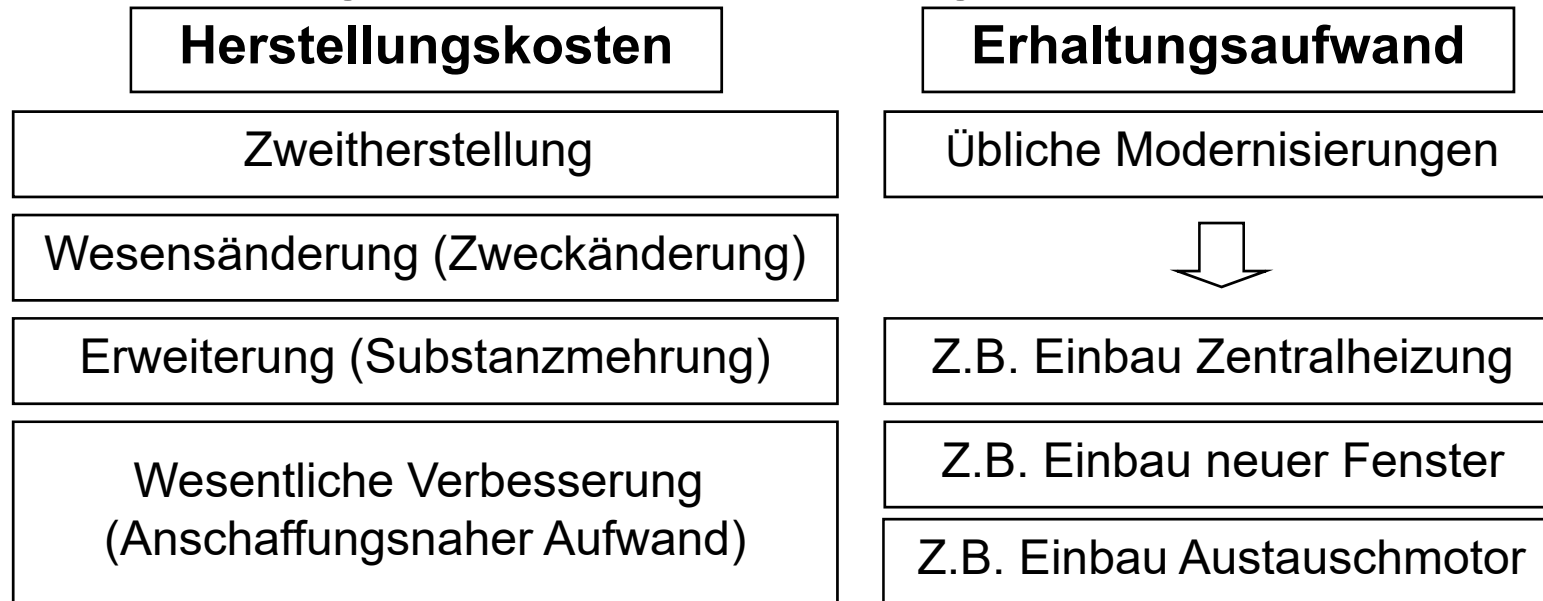 Herstellungskosten
Zweitherstellung
Wesensänderung (Zweckänderung)
Erweiterung (Substanzmehrung)
Wesentliche Verbesserung
(Anschaffungsnaher Aufwand)
Erhaltungsaufwand
Übliche Modernisierungen
Z.B. Einbau Zentralheizung
Z.B. Einbau neuer Fenster
Z.B. Einbau Austauschmotor